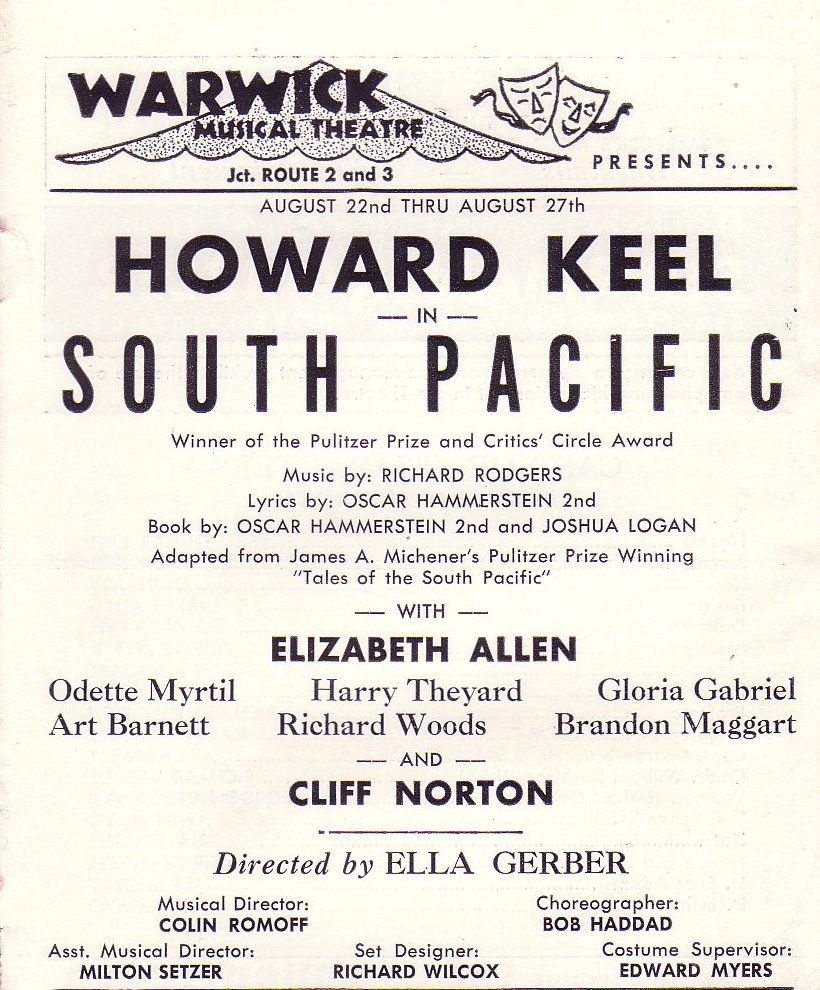 WARWICK
MUSICAL THEATRE
Jct. ROUTE 2 and 3
PRESENTS....
AUGUST 22nd THRU AUGUST 27th
HOWARD KEEL
— IN —
SOUTH PACIFIC
Winner of the Pulitzer Prize and Critics' Circle Award
Music by: RICHARD RODGERS
Lyrics by: OSCAR HAMMERSTEIN 2nd
Book by: OSCAR HAMMERSTEIN 2nd and JOSHUA LOGAN
Adapted from James A. Michener's Pulitzer Prize Winning
"Tales of the South Pacific"
— WITH —
ELIZABETH ALLEN
Odette Myrtil Harry Theyard Gloria Gabriel
Art Barnett Richard Woods Brandon Maggart
— AND —
CLIFF NORTON
Directed by ELLA GERBER
Musical Director: Choreographer:
COLIN ROMOFF BOB HADDAD
Asst. Musical Director: Set Designer: Costume Supervisor:
MILTON SETZER RICHARD WILCOX EDWARD MYERS